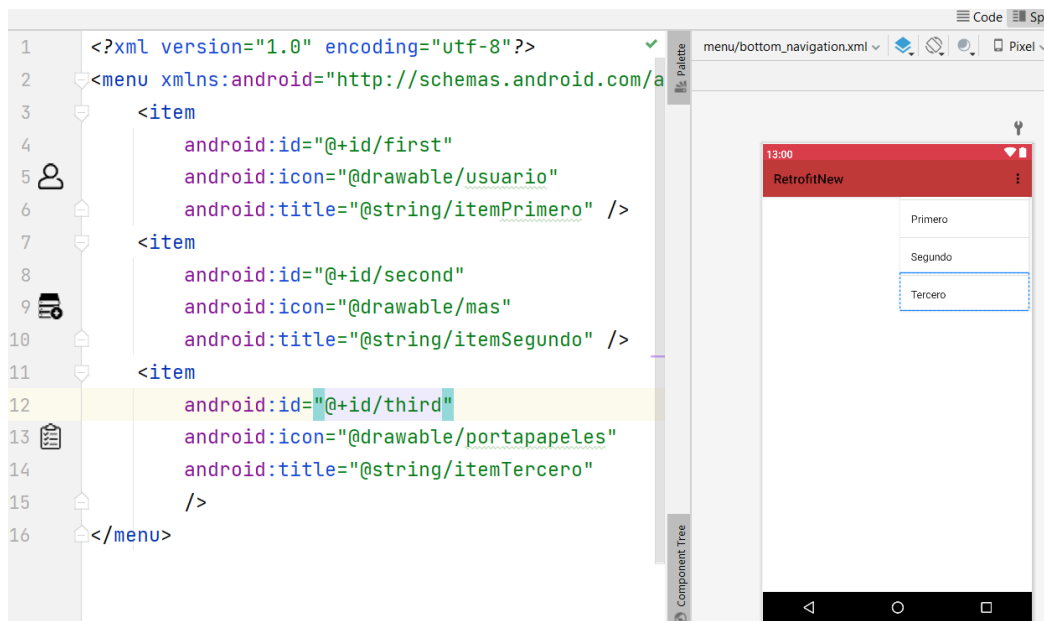 Code Sp
menu/bottom_navigation.xml Pixel
Palette
1 <?xml version="1.0" encoding="utf-8"?>
2 <menu xmlns:android="http://schemas.android.com/a
3 <item
4 android:id="@+id/first"
5 android:icon="@drawable/usuario"
6 android:title="@string/itemPrimero" />
7 <item
8 android:id="@+id/second"
9 android:icon="@drawable/mas"
10 android:title="@string/itemSegundo" />
11 <item
12 android:id="@+id/third"
13 android:icon="@drawable/portapapeles"
14 android:title="@string/itemTercero"
15 />
16 </menu>
Component Tree
13:00
RetrofitNew
Primero
Segundo
Tercero